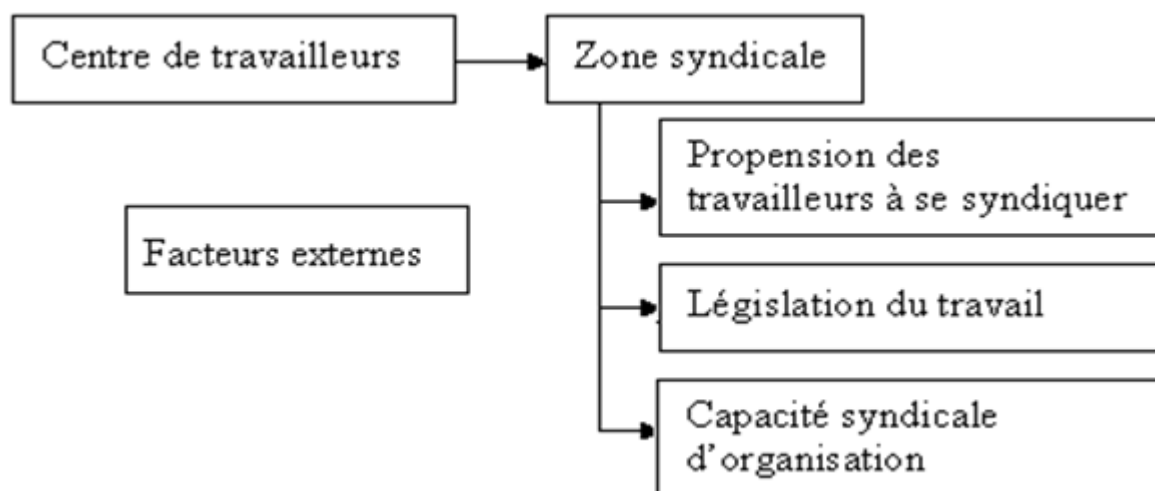 Centre de travailleurs
Zone syndicale
Propension des
travailleurs à se syndiquer
Facteurs externes
Législation du travail
Capacité syndicale
d'organisation